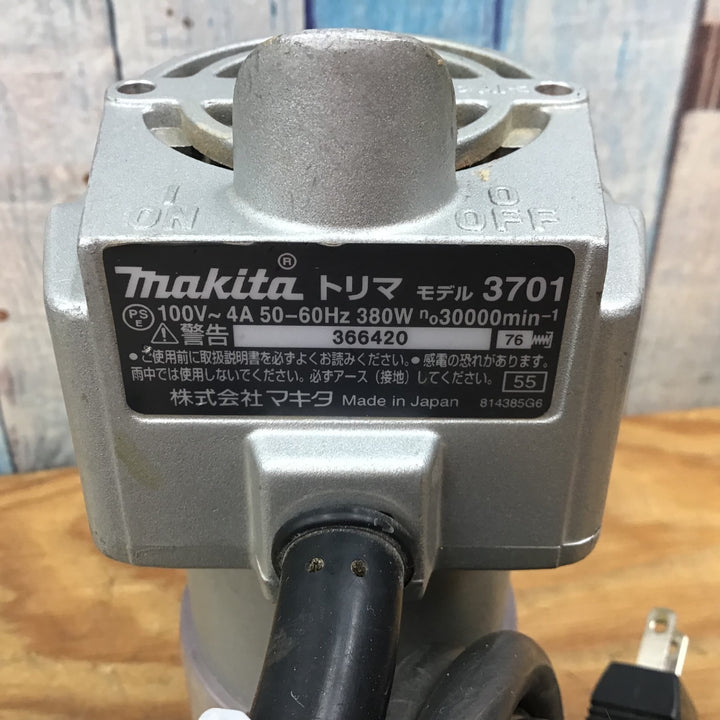 I
ON
O
OFF
makita® トリマ モデル 3701
PSE 100V~ 4A 50-60Hz 380W n₀30000min⁻¹
⚠警告 366420 76
●ご使用前に取扱説明書を必ずよくお読みください。●感電の恐れがあります。
雨中では使用しないでください。必ずアース(接地)してください。 55
株式会社マキタ Made in Japan 814385G6